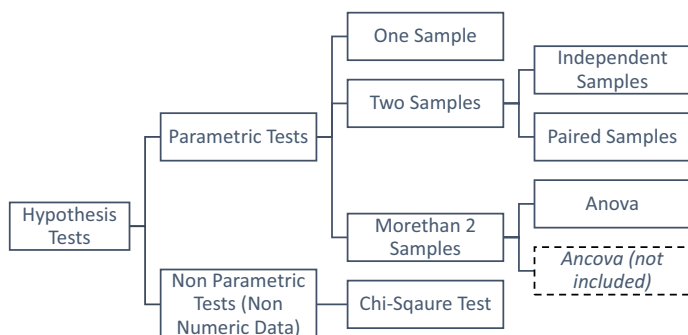 One Sample
Independent
Samples
Two Samples
Parametric Tests
Paired Samples
Hypothesis
Tests
Anova
Morethan 2
Samples
Ancova (not
included)
Non Parametric
Tests (Non
Numeric Data)
Chi-Sqaure Test